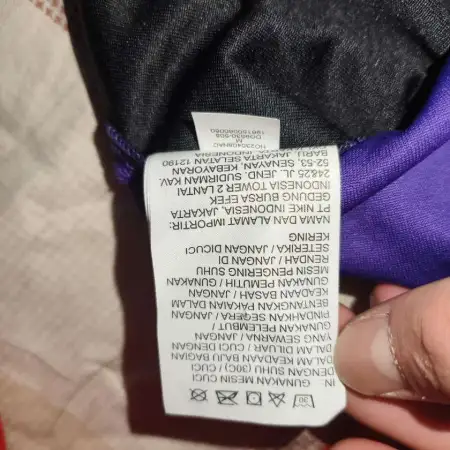 30
IN GUNAKAN MESIN CUCI
DENGAN SUHU (30C) / CUCI
DALAM KEADAAN BAJU BAGIAN
DALAM DILUAR / CUCI DENGAN
YANG SEWARNA / JANGAN
GUNAKAN PELEMBUT /
PINDAHKAN SEGERA / JANGAN
BENTANGKAN PAKAIAN DALAM
KEADAAN BASAH / JANGAN
GUNAKAN PEMUTIH / GUNAKAN
MESIN PENGERING SUHU
RENDAH / JANGAN DI
SETERIKA / JANGAN DICUCI
KERING
NAMA DAN ALAMAT IMPORTIR:
PT NIKE INDONESIA, JAKARTA
GEDUNG BURSA EFEK
INDONESIA TOWER 2 LANTAI
24&25 JL. JEND. SUDIRMAN KAV.
52-53, SENAYAN, KEBAYORAN
BARU, JAKARTA SELATAN 12190
INDONESIA
M